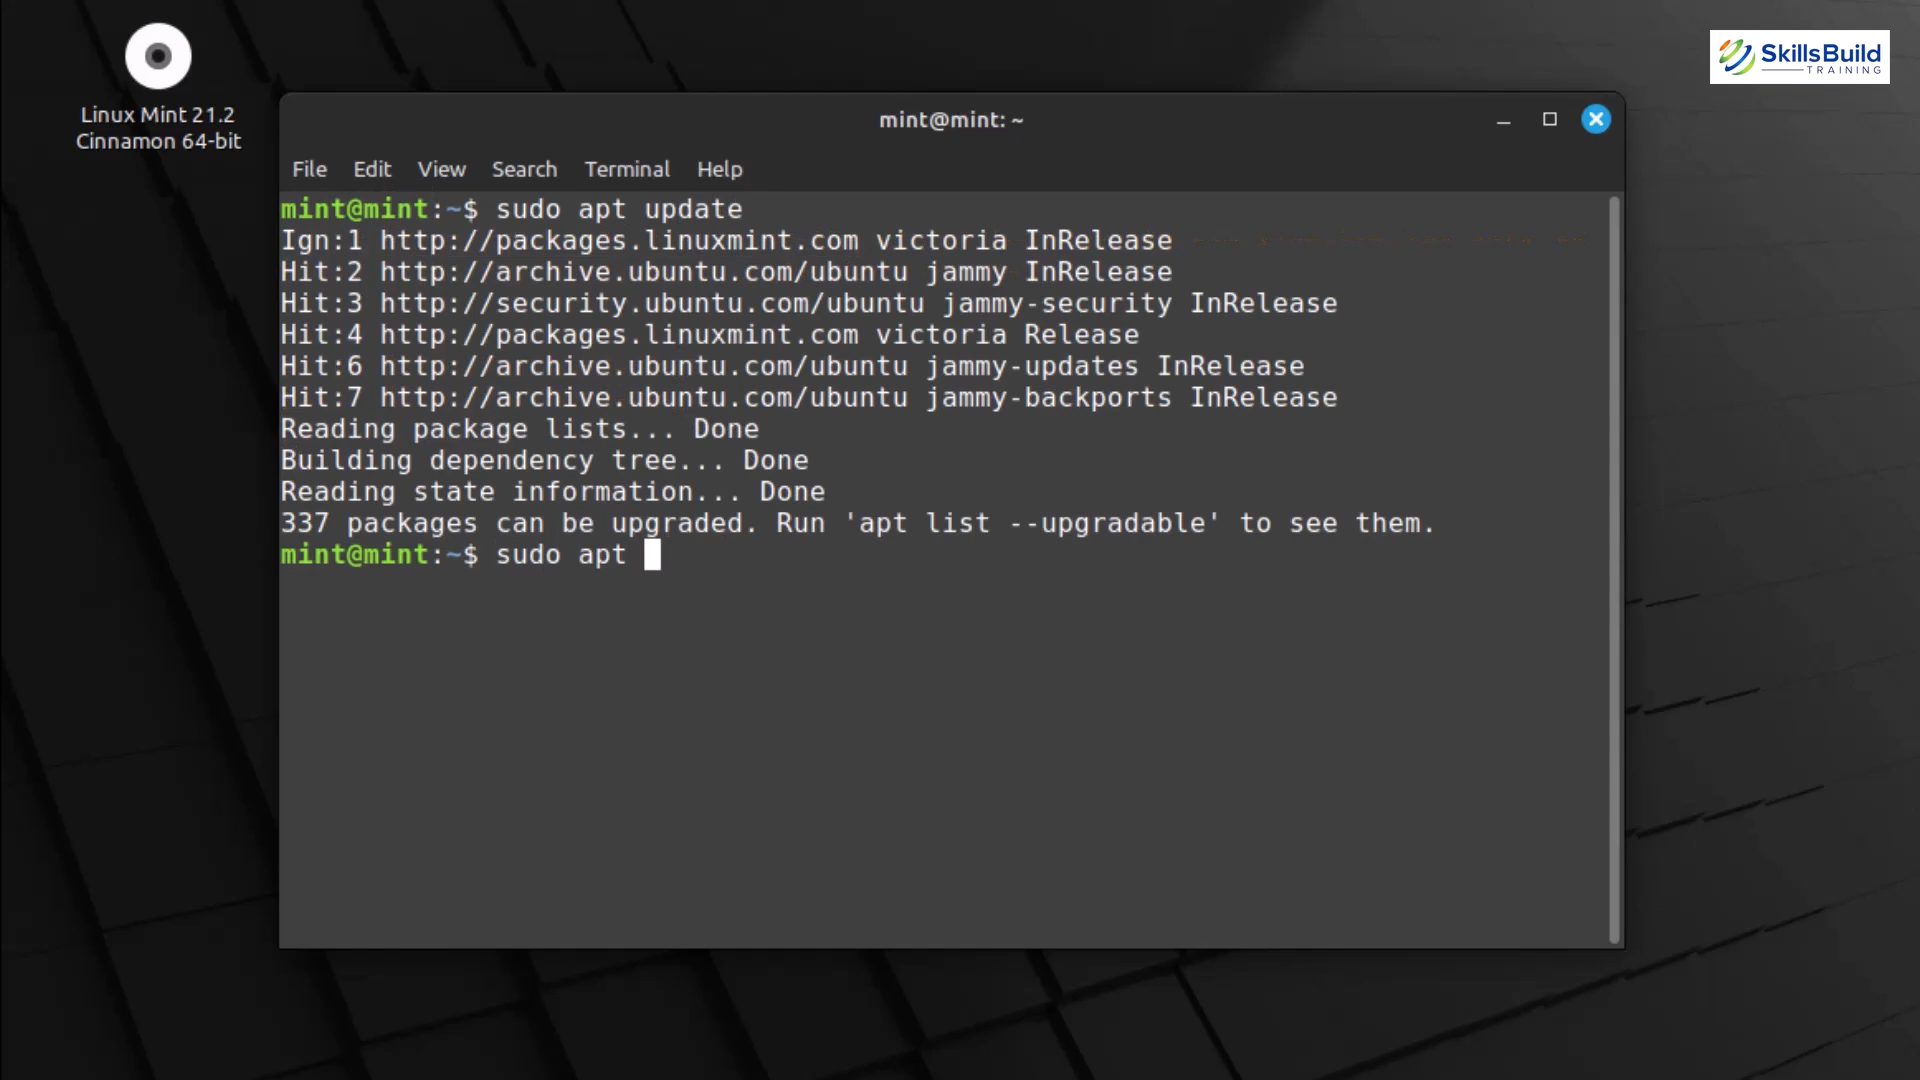 Linux Mint 21.2
Cinnamon 64-bit
SkillsBuild
TRAINING
mint@mint: ~
File Edit View Search Terminal Help
mint@mint:~$ sudo apt update
Ign:1 http://packages.linuxmint.com victoria InRelease
Hit:2 http://archive.ubuntu.com/ubuntu jammy InRelease
Hit:3 http://security.ubuntu.com/ubuntu jammy-security InRelease
Hit:4 http://packages.linuxmint.com victoria Release
Hit:6 http://archive.ubuntu.com/ubuntu jammy-updates InRelease
Hit:7 http://archive.ubuntu.com/ubuntu jammy-backports InRelease
Reading package lists... Done
Building dependency tree... Done
Reading state information... Done
337 packages can be upgraded. Run 'apt list --upgradable' to see them.
mint@mint:~$ sudo apt